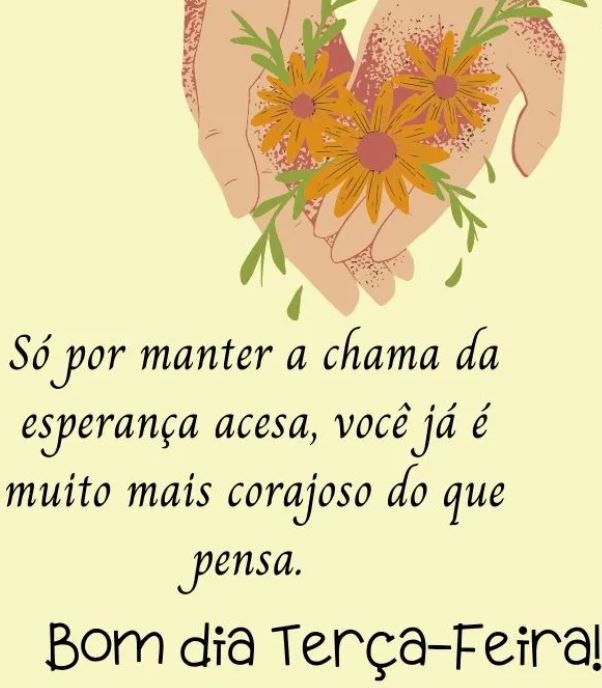 Só por manter a chama da
esperança acesa, você já é
muito mais corajoso do que
pensa.
Bom dia Terça-Feira!